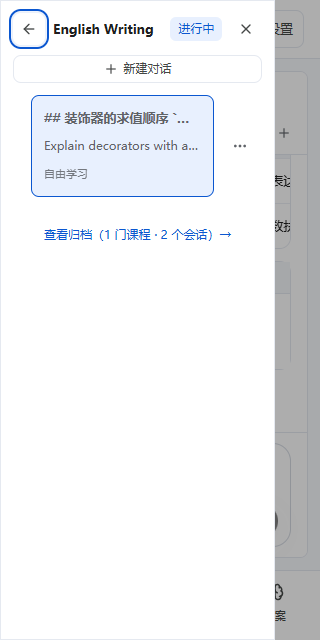 English Writing 进行中
设置
新建对话
## 装饰器的求值顺序 `...
Explain decorators with a...
自由学习
查看归档（1 门课程 · 2 个会话）→
表达
案